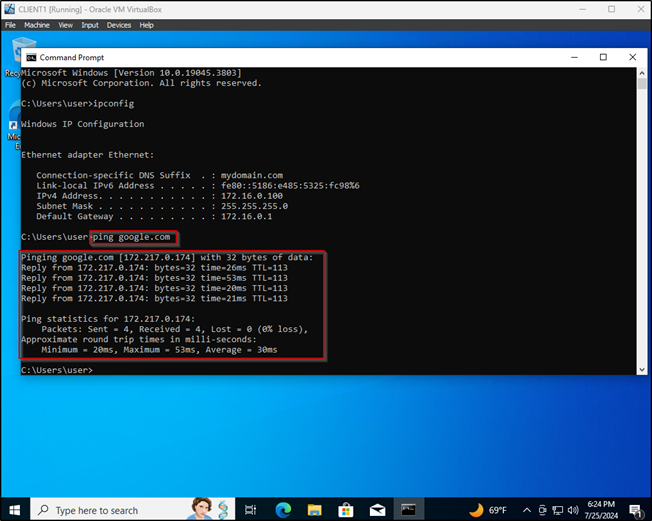 CLIENT1 [Running] - Oracle VM VirtualBox
File Machine View Input Devices Help
Command Prompt
Microsoft Windows [Version 10.0.19045.3803]
(c) Microsoft Corporation. All rights reserved.
C:\Users\user>ipconfig
Windows IP Configuration
Ethernet adapter Ethernet:
Connection-specific DNS Suffix . : mydomain.com
Link-local IPv6 Address . . . . . : fe80::5186:e485:5325:fc98%6
IPv4 Address. . . . . . . . . . . : 172.16.0.100
Subnet Mask . . . . . . . . . . . : 255.255.255.0
Default Gateway . . . . . . . . . : 172.16.0.1
C:\Users\user>ping google.com
Pinging google.com [172.217.0.174] with 32 bytes of data:
Reply from 172.217.0.174: bytes=32 time=26ms TTL=113
Reply from 172.217.0.174: bytes=32 time=53ms TTL=113
Reply from 172.217.0.174: bytes=32 time=20ms TTL=113
Reply from 172.217.0.174: bytes=32 time=21ms TTL=113
Ping statistics for 172.217.0.174:
Packets: Sent = 4, Received = 4, Lost = 0 (0% loss),
Approximate round trip times in milli-seconds:
Minimum = 20ms, Maximum = 53ms, Average = 30ms
C:\Users\user>
Type here to search
69°F
6:24 PM
7/25/2024